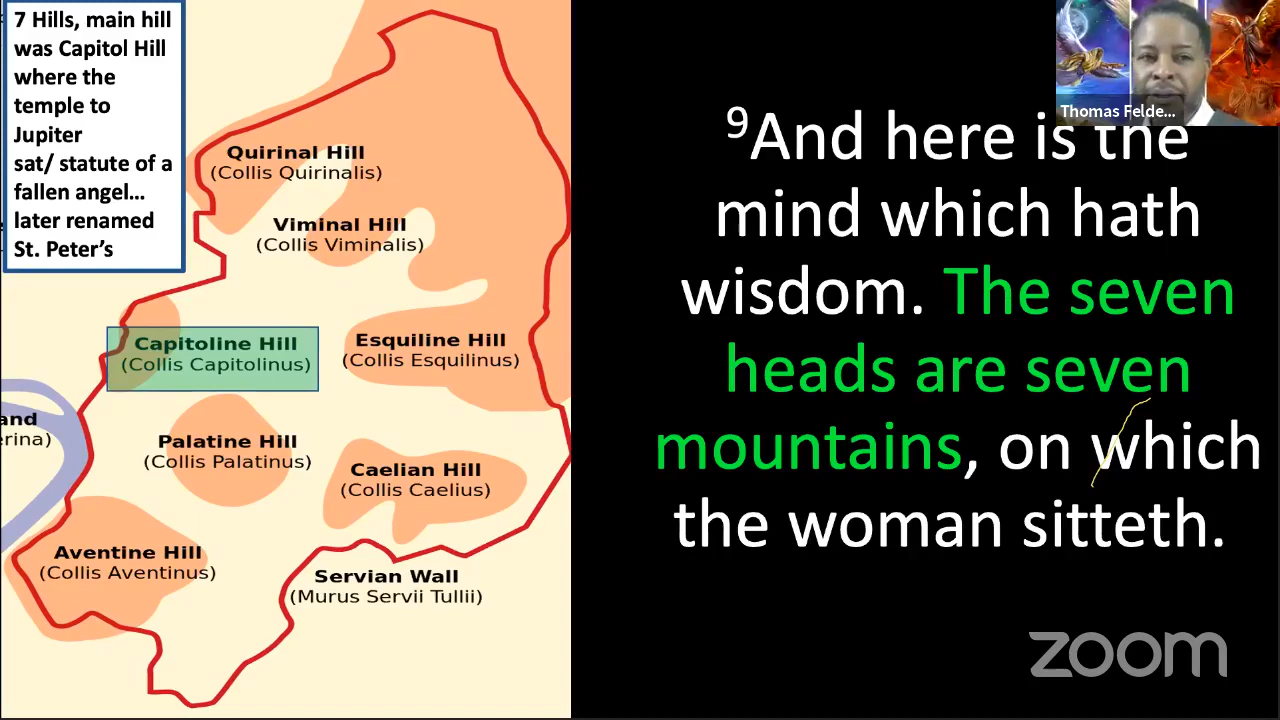 7 Hills, main hill
was Capitol Hill
where the
temple to
Jupiter
sat/ statute of a
fallen angel…
later renamed
St. Peter’s
Quirinal Hill
(Collis Quirinalis)
Viminal Hill
(Collis Viminalis)
Capitoline Hill
(Collis Capitolinus)
Esquiline Hill
(Collis Esquilinus)
and
erina)
Palatine Hill
(Collis Palatinus)
Caelian Hill
(Collis Caelius)
Aventine Hill
(Collis Aventinus)
Servian Wall
(Murus Servii Tullii)
Thomas Felde...
9And here is the
mind which hath
wisdom. The seven
heads are seven
mountains, on which
the woman sitteth.
zoom